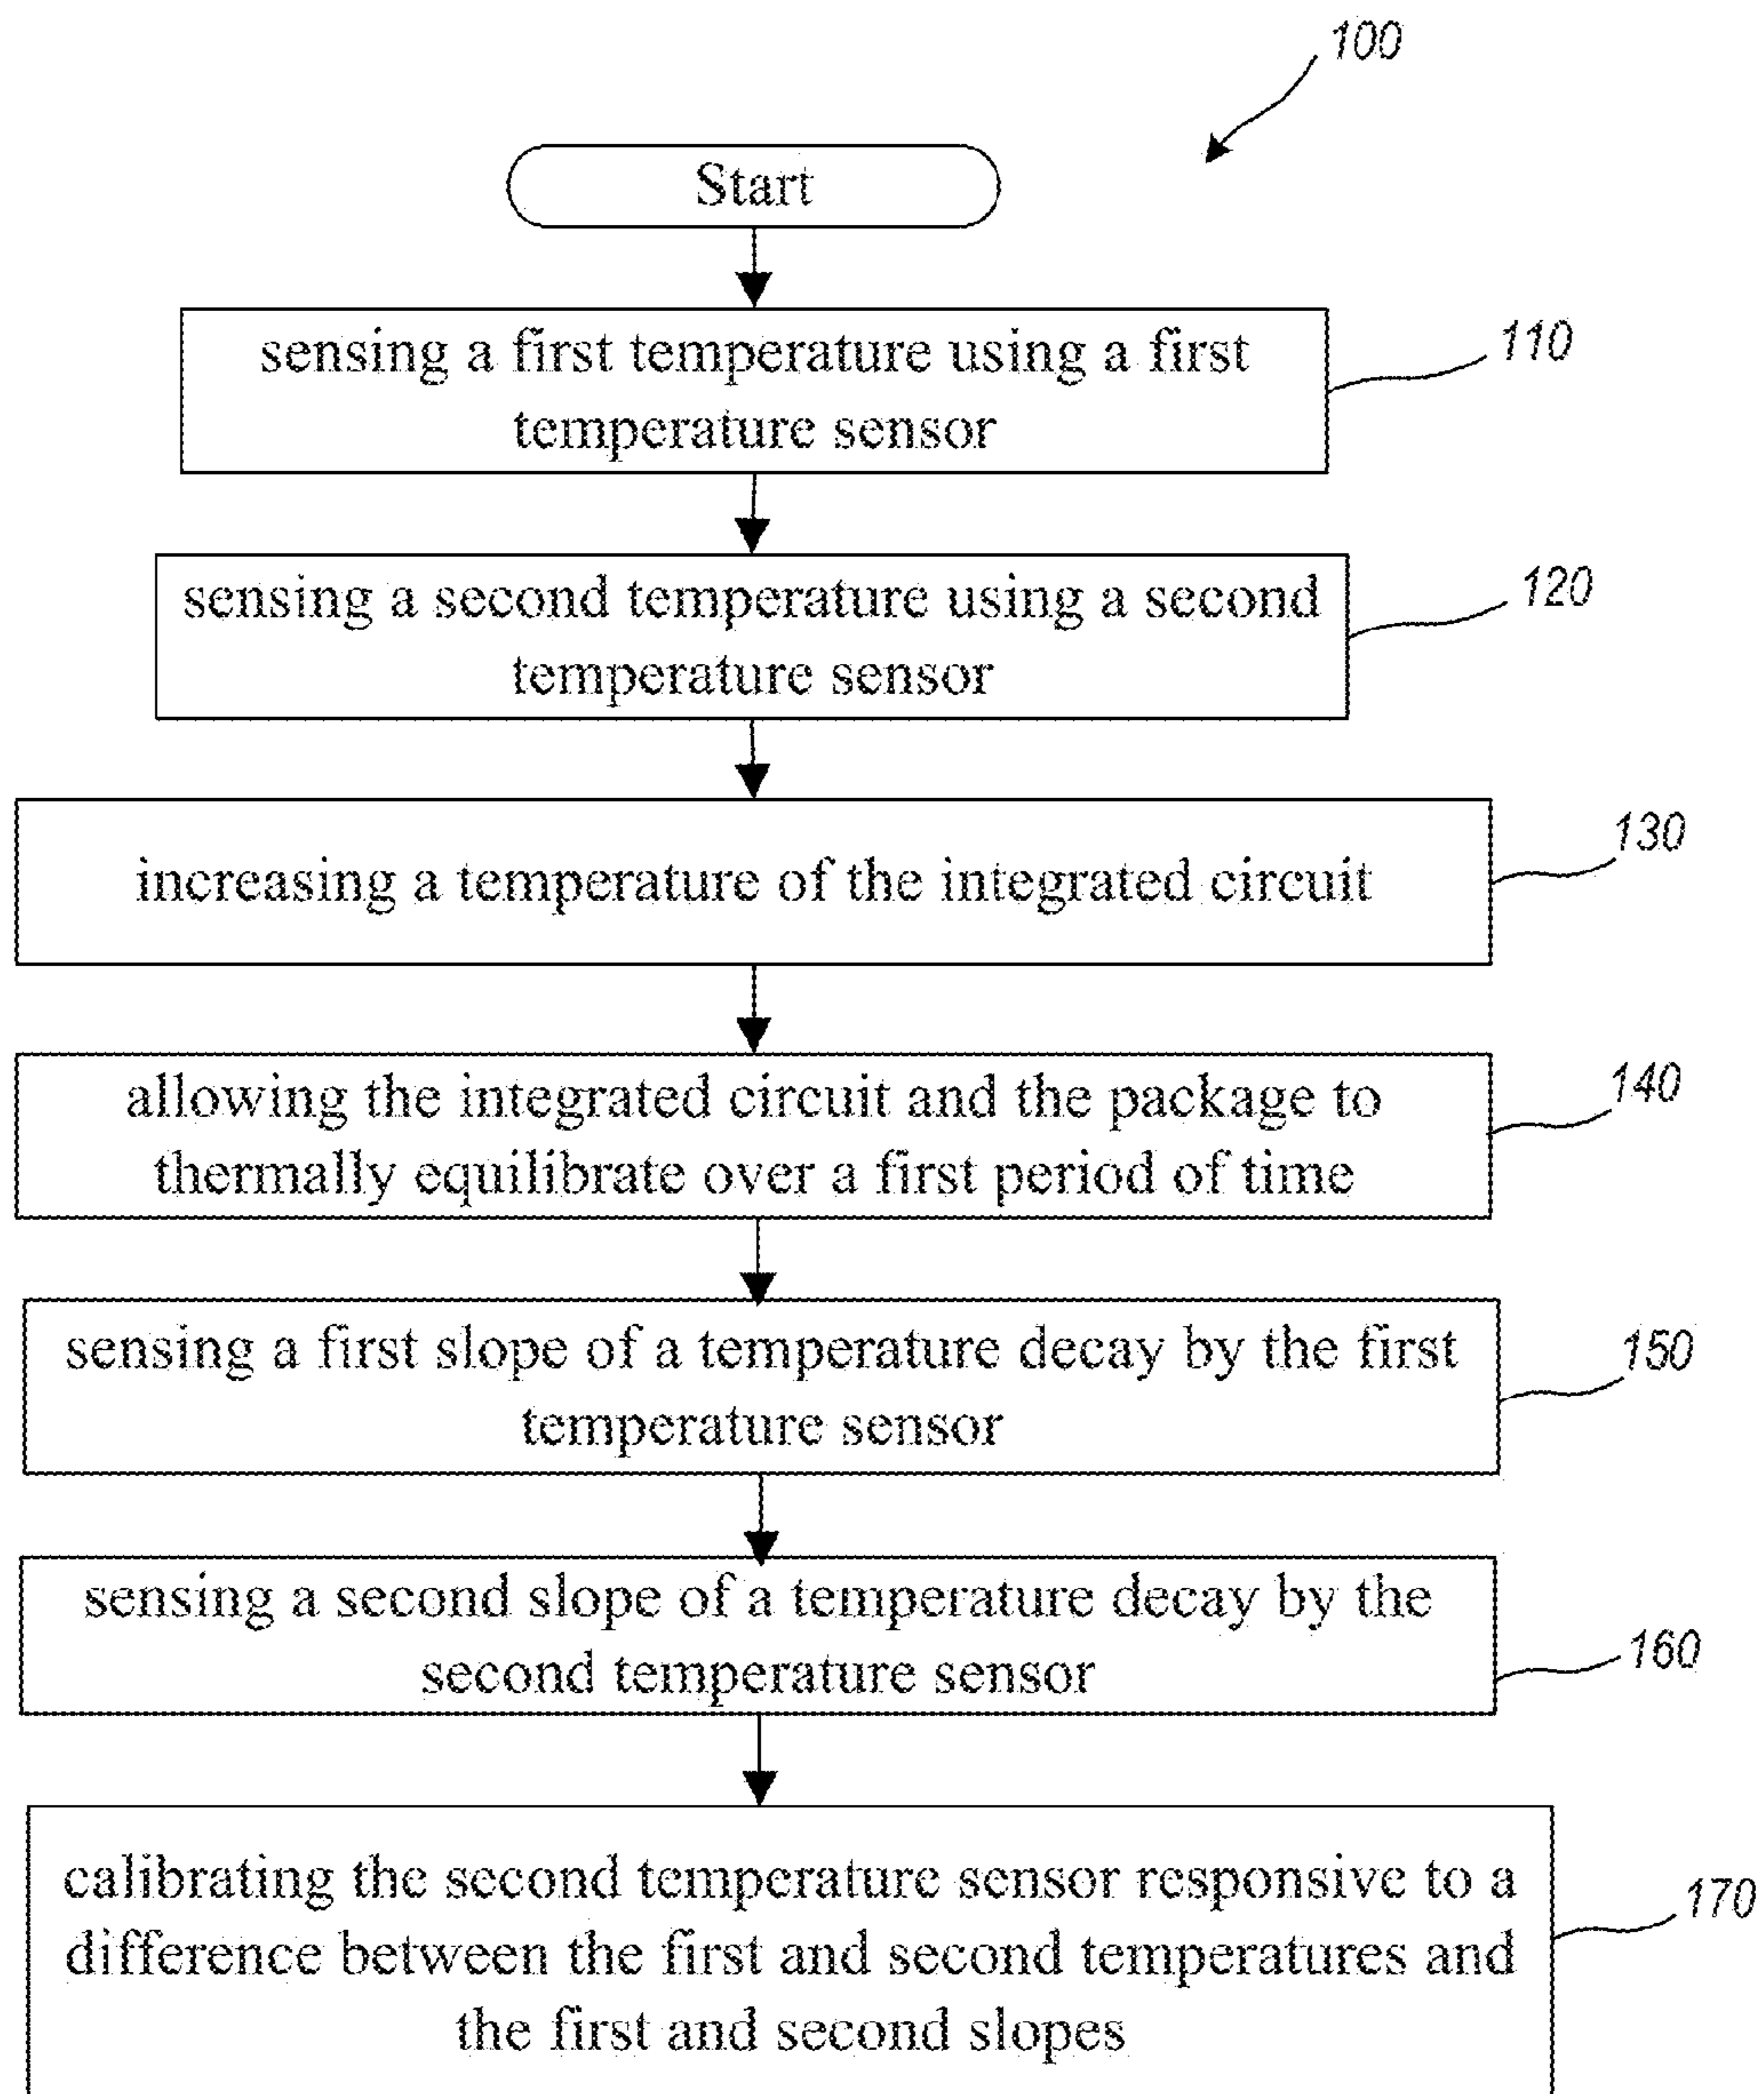 100
Start
sensing a first temperature using a first
temperature sensor
110
sensing a second temperature using a second
temperature sensor
120
increasing a temperature of the integrated circuit
130
allowing the integrated circuit and the package to
thermally equilibrate over a first period of time
140
sensing a first slope of a temperature decay by the first
temperature sensor
150
sensing a second slope of a temperature decay by the
second temperature sensor
160
calibrating the second temperature sensor responsive to a
difference between the first and second temperatures and
the first and second slopes
170